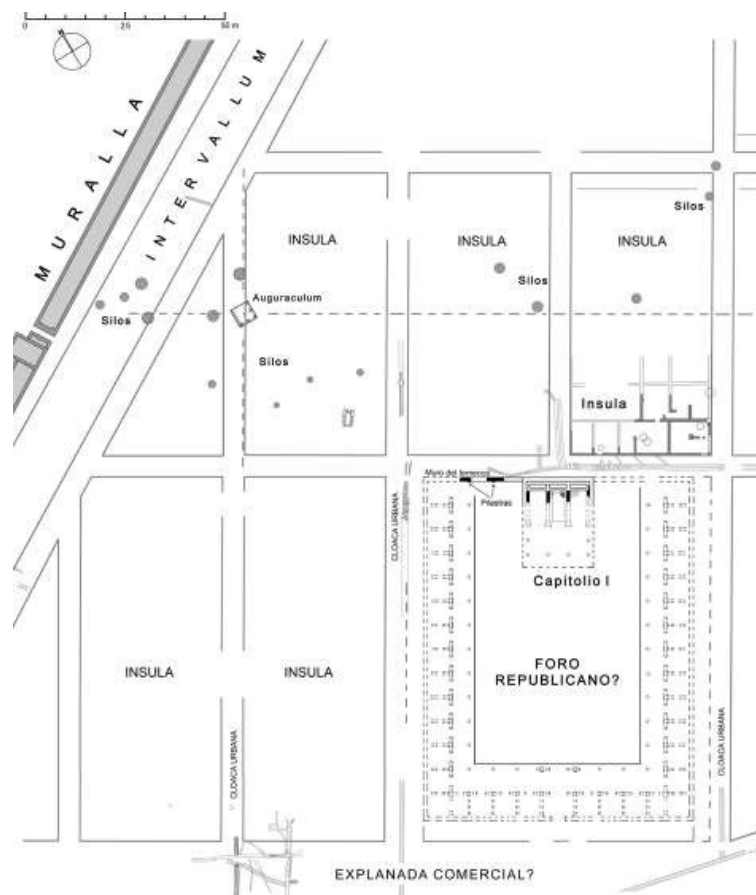 0 25 50 m
N
MURALLA
INTERVALLUM
INSULA
INSULA
INSULA
Silos
Silos
Auguraculum
Silos
Silos
Insula
Muro del temenos
Pilastras
CLOACA URBANA
Capitolio I
FORO
REPUBLICANO?
INSULA
INSULA
CLOACA URBANA
CLOACA URBANA
EXPLANADA COMERCIAL?